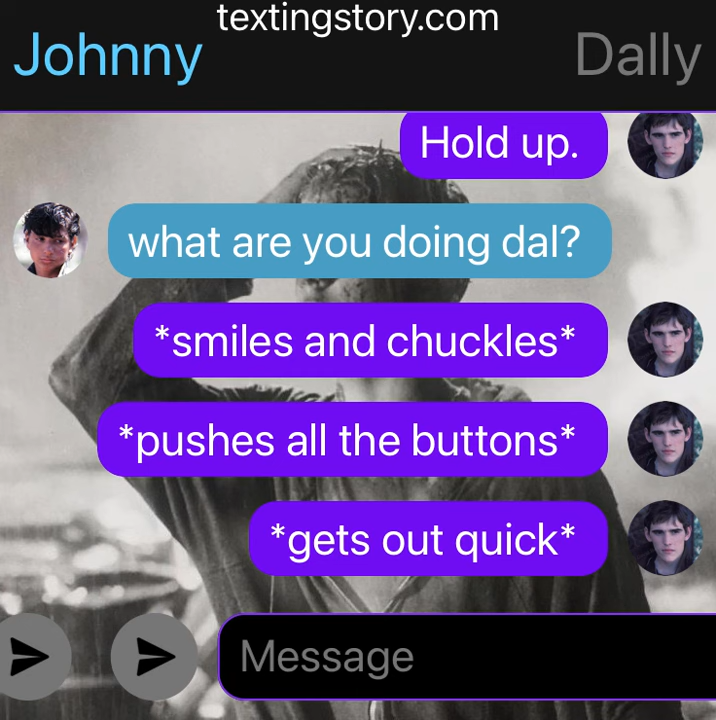 textingstory.com
Johnny Dally
Hold up.
what are you doing dal?
*smiles and chuckles*
*pushes all the buttons*
*gets out quick*
Message